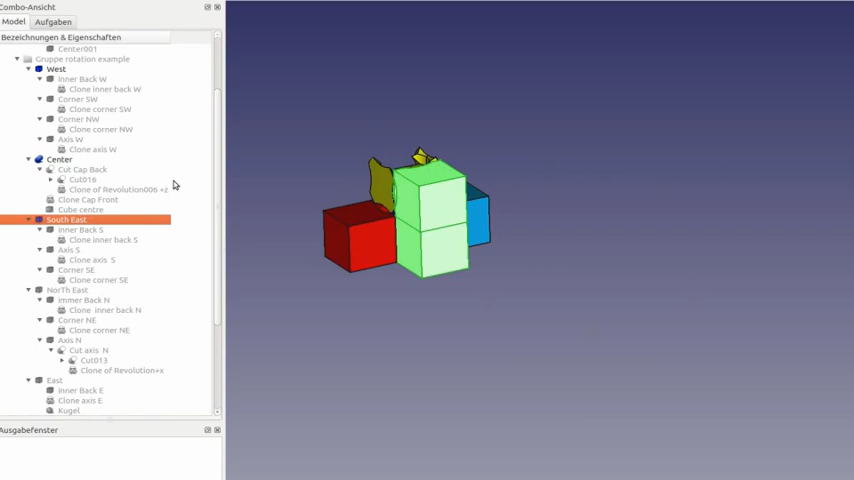 Combo-Ansicht
Model
Aufgaben
Bezeichnungen & Eigenschaften
Center001
Gruppe rotation example
West
inner Back W
Clone inner back W
Corner SW
Clone corner SW
Corner NW
Clone corner NW
Axis W
Clone axis W
Center
Cut Cap Back
Cut016
Clone of Revolution006 +z
Clone Cap Front
Cube centre
South East
inner Back S
Clone inner back S
Axis S
Clone axis S
Corner SE
Clone corner SE
NorTh East
immer Back N
Clone inner back N
Corner NE
Clone corner NE
Axis N
Cut axis N
Cut013
Clone of Revolution+x
East
inner Back E
Clone axis E
Kugel
Ausgabefenster